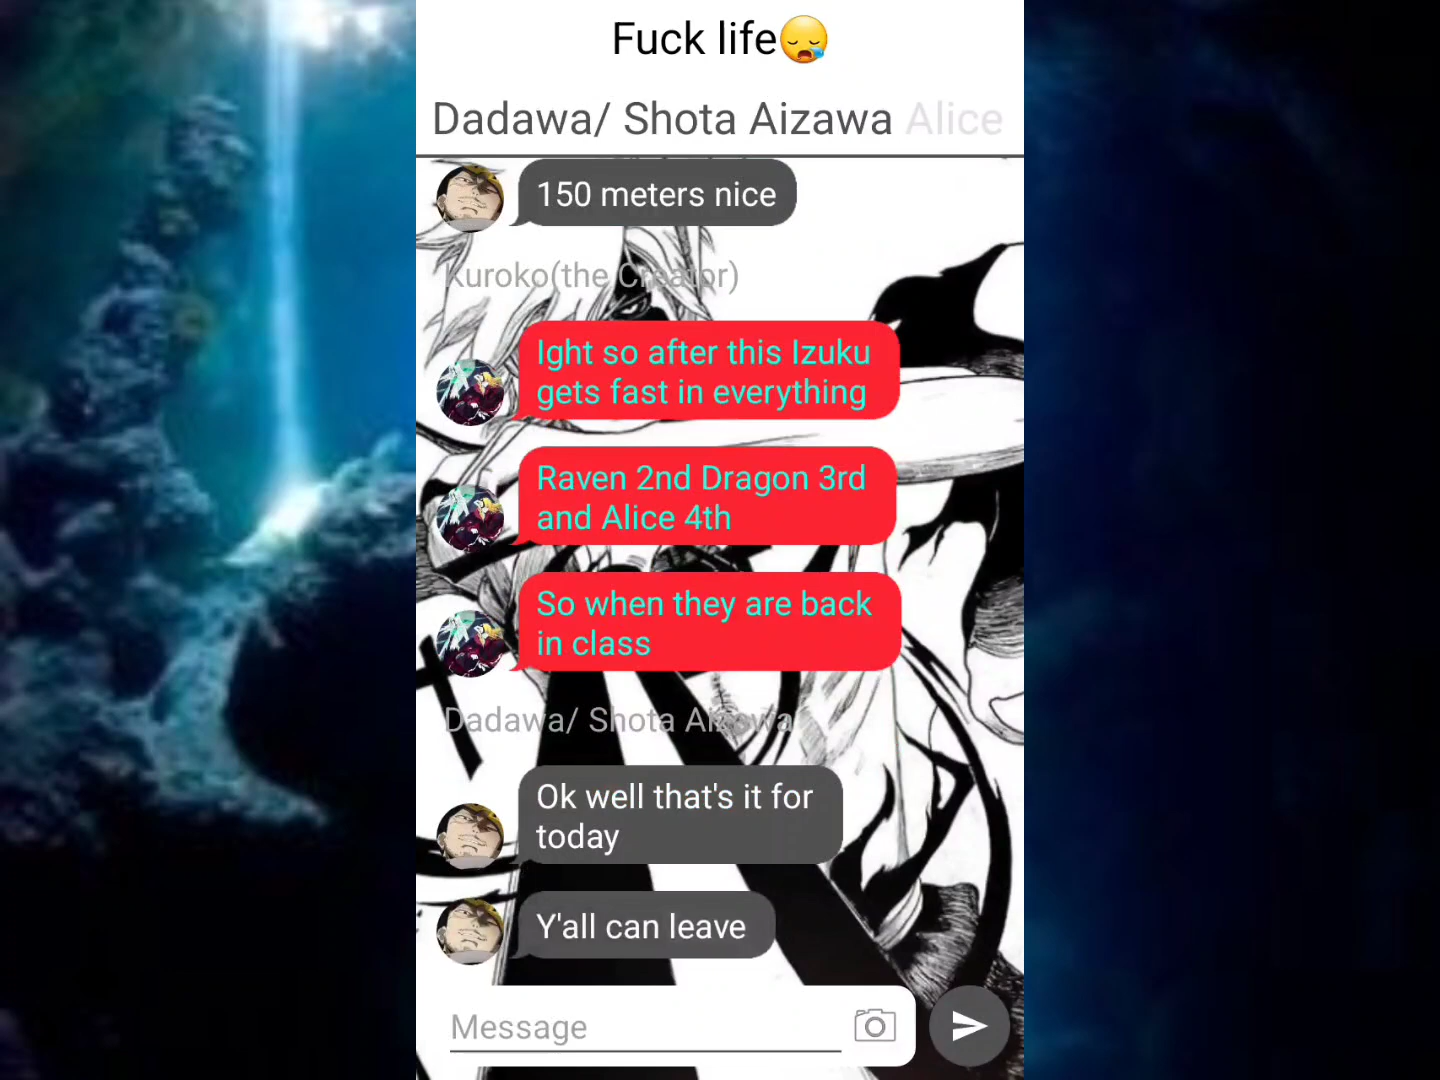 Fuck life😪
Dadawa/ Shota Aizawa Alice
150 meters nice
Kuroko(the Creator)
Ight so after this Izuku
gets fast in everything
Raven 2nd Dragon 3rd
and Alice 4th
So when they are back
in class
Dadawa/ Shota Aizawa
Ok well that's it for
today
Y'all can leave
Message